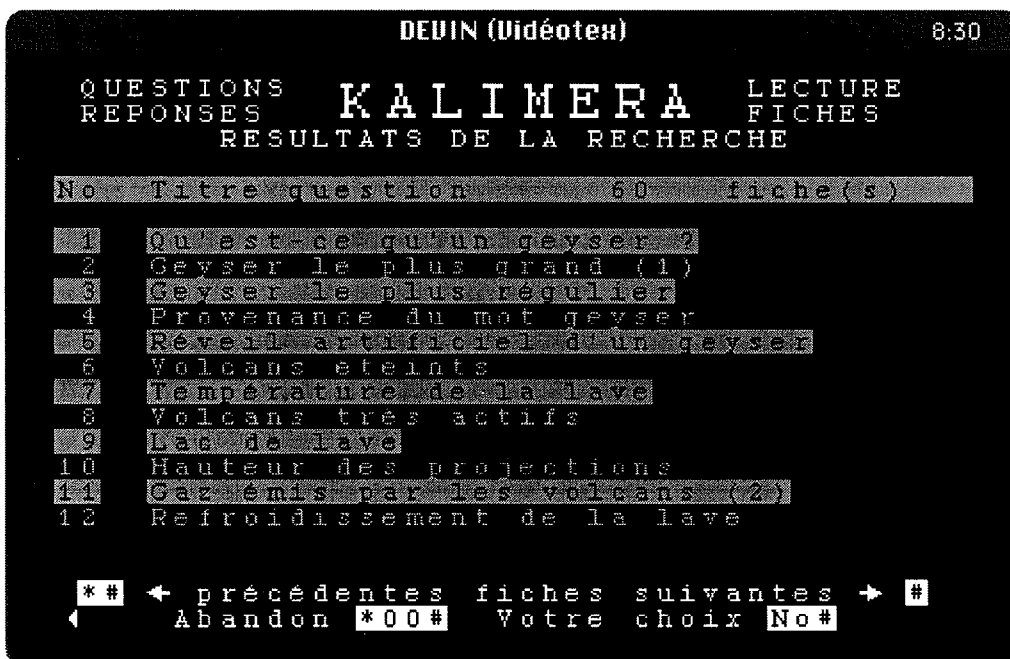 DEVIN (Vidéotex) 8:30
QUESTIONS KALIMERA LECTURE
REPONSES FICHES
RESULTATS DE LA RECHERCHE
No Titre question 60 fiche(s)
1 Qu'est-ce qu'un geyser ?
2 Geyser le plus grand (1)
3 Geyser le plus régulier
4 Provenance du mot geyser
5 Réveil artificiel d'un geyser
6 Volcans éteints
7 Température de la lave
8 Volcans trés actifs
9 Lac de lave
10 Hauteur des projections
11 Gaz émis par les volcans (2)
12 Refroidissement de la lave
*# ← précédentes fiches suivantes → #
Abandon *00# Votre choix No#